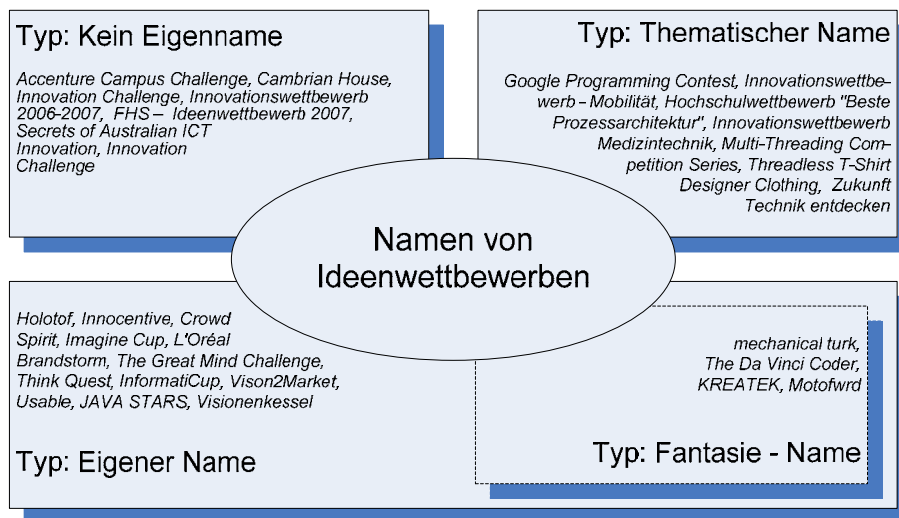 Typ: Kein Eigenname
Accenture Campus Challenge, Cambrian House,
Innovation Challenge, Innovationswettbewerb
2006-2007, FHS – Ideenwettbewerb 2007,
Secrets of Australian ICT
Innovation, Innovation
Challenge
Typ: Thematischer Name
Google Programming Contest, Innovationswettbe-
werb - Mobilität, Hochschulwettbewerb "Beste
Prozessarchitektur", Innovationswettbewerb
Medizintechnik, Multi-Threading Com-
petition Series, Threadless T-Shirt
Designer Clothing, Zukunft
Technik entdecken
Namen von
Ideenwettbewerben
Holotof, Innocentive, Crowd
Spirit, Imagine Cup, L'Oréal
Brandstorm, The Great Mind Challenge,
Think Quest, InformatiCup, Vison2Market,
Usable, JAVA STARS, Visionenkessel
Typ: Eigener Name
mechanical turk,
The Da Vinci Coder,
KREATEK, Motofwrd
Typ: Fantasie - Name